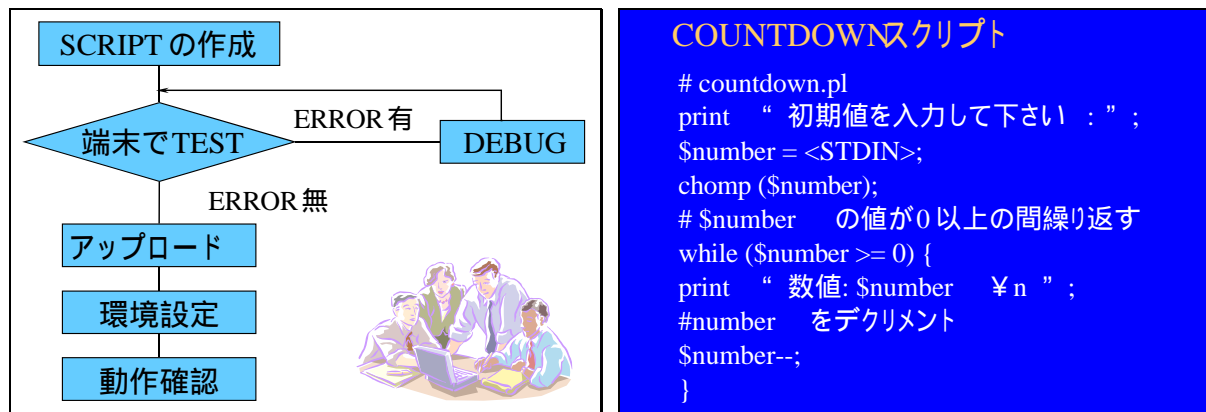 SCRIPTの作成
端末でTEST
ERROR有
DEBUG
ERROR無
アップロード
環境設定
動作確認
COUNTDOWNスクリプト
# countdown.pl
print “ 初期値を入力して下さい : ” ;
$number = <STDIN>;
chomp ($number);
# $number の値が0以上の間繰り返す
while ($number >= 0) {
print “ 数値: $number ¥n ” ;
#number をデクリメント
$number--;
}